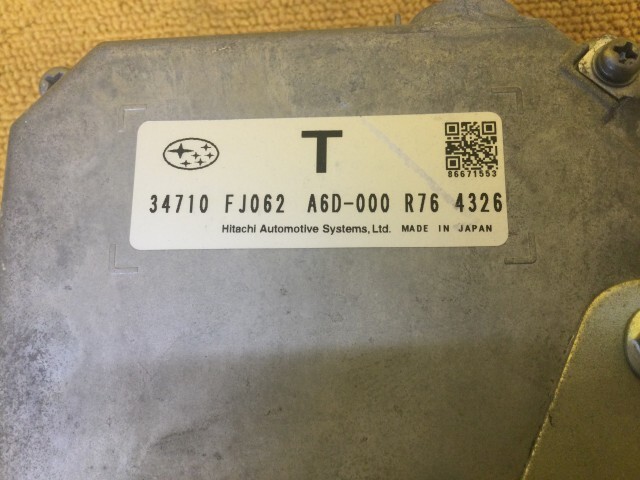 T
86671553
34710 FJ062 A6D-000 R76 4326
Hitachi Automotive Systems, Ltd. MADE IN JAPAN